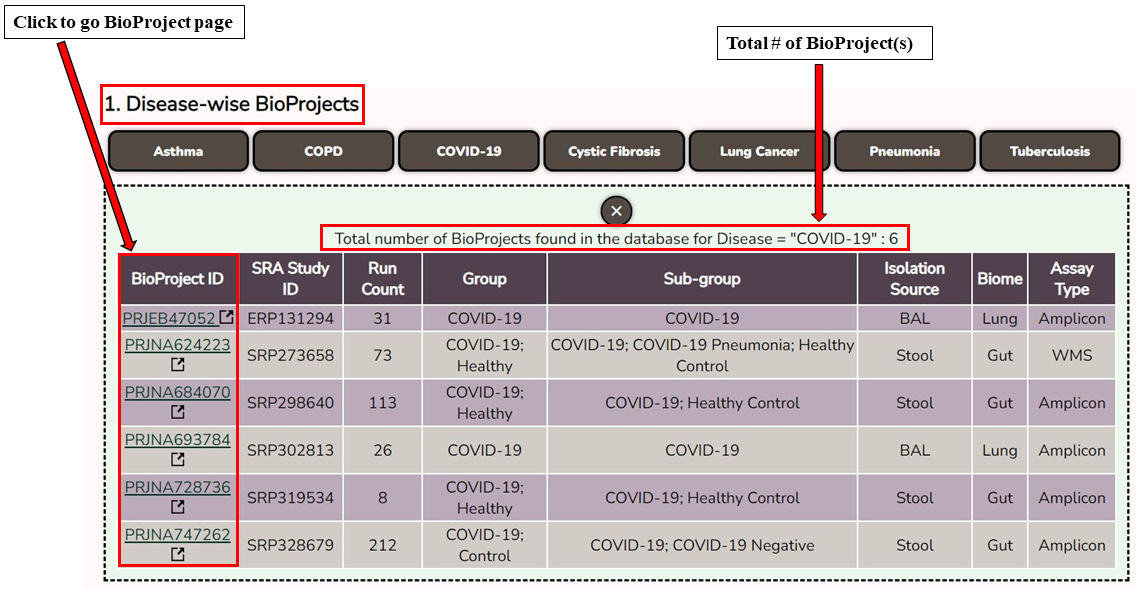 Click to go BioProject page
Total # of BioProject(s)
1. Disease-wise BioProjects
Asthma COPD COVID-19 Cystic Fibrosis Lung Cancer Pneumonia Tuberculosis
Total number of BioProjects found in the database for Disease = "COVID-19" : 6
BioProject ID SRA Study ID Run Count Group Sub-group Isolation Source Biome Assay Type
PRJEB47052 ERP131294 31 COVID-19 COVID-19 BAL Lung Amplicon
PRJNA624223 SRP273658 73 COVID-19; Healthy COVID-19; COVID-19 Pneumonia; Healthy Control Stool Gut WMS
PRJNA684070 SRP298640 113 COVID-19; Healthy COVID-19; Healthy Control Stool Gut Amplicon
PRJNA693784 SRP302813 26 COVID-19 COVID-19 BAL Lung Amplicon
PRJNA728736 SRP319534 8 COVID-19; Healthy COVID-19; Healthy Control Stool Gut Amplicon
PRJNA747262 SRP328679 212 COVID-19; Control COVID-19; COVID-19 Negative Stool Gut Amplicon